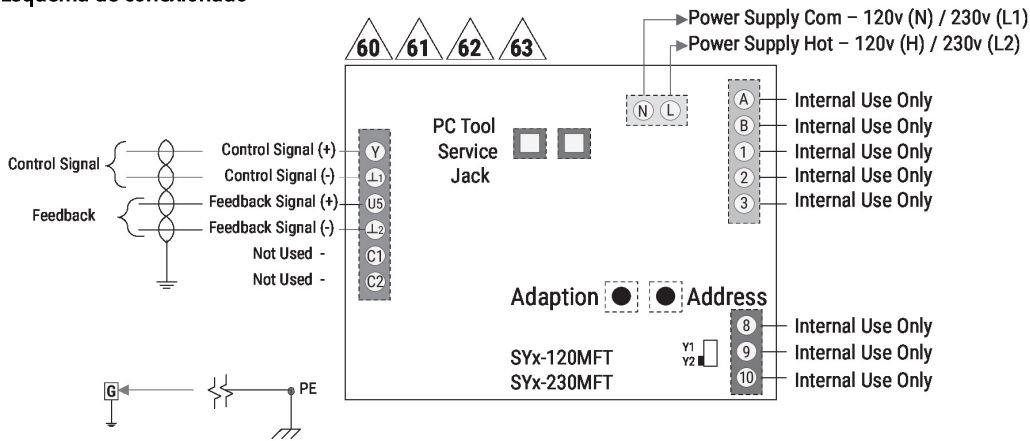 Esquema de conexionado
Power Supply Com – 120v (N) / 230v (L1)
Power Supply Hot – 120v (H) / 230v (L2)
60 61 62 63
N L
PC Tool
Service
Jack
A Internal Use Only
B Internal Use Only
1 Internal Use Only
2 Internal Use Only
3 Internal Use Only
Control Signal
Feedback
Control Signal (+) Y
Control Signal (-) ⊥1
Feedback Signal (+) U5
Feedback Signal (-) ⊥2
Not Used - C1
Not Used - C2
Adaption Address
SYx-120MFT
SYx-230MFT
Y1
Y2
8 Internal Use Only
9 Internal Use Only
10 Internal Use Only
G PE